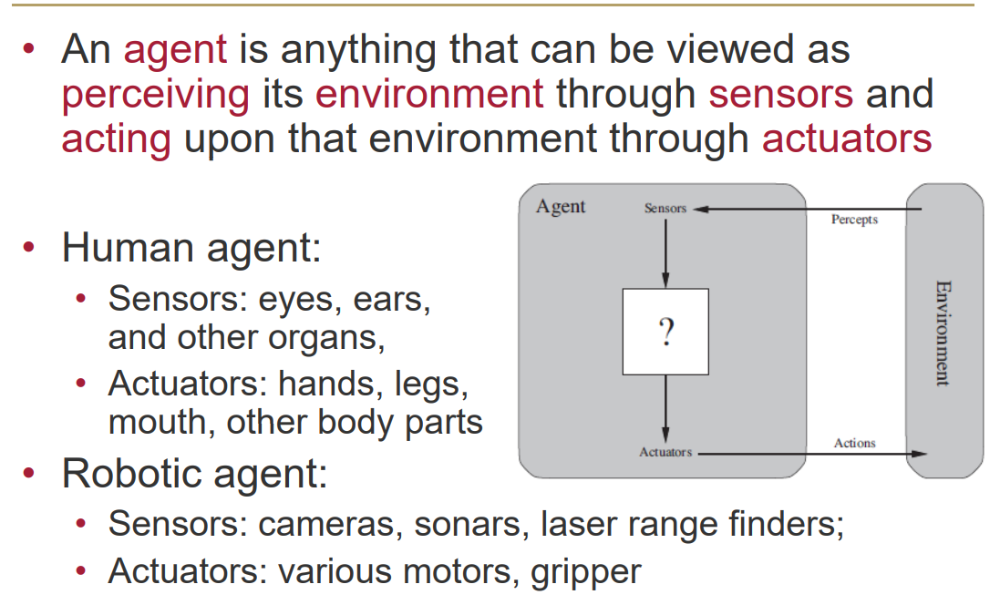 • An agent is anything that can be viewed as
perceiving its environment through sensors and
acting upon that environment through actuators
• Human agent:
• Sensors: eyes, ears,
and other organs,
• Actuators: hands, legs,
mouth, other body parts
• Robotic agent:
• Sensors: cameras, sonars, laser range finders;
• Actuators: various motors, gripper
Agent
Sensors
Percepts
?
Environment
Actuators
Actions